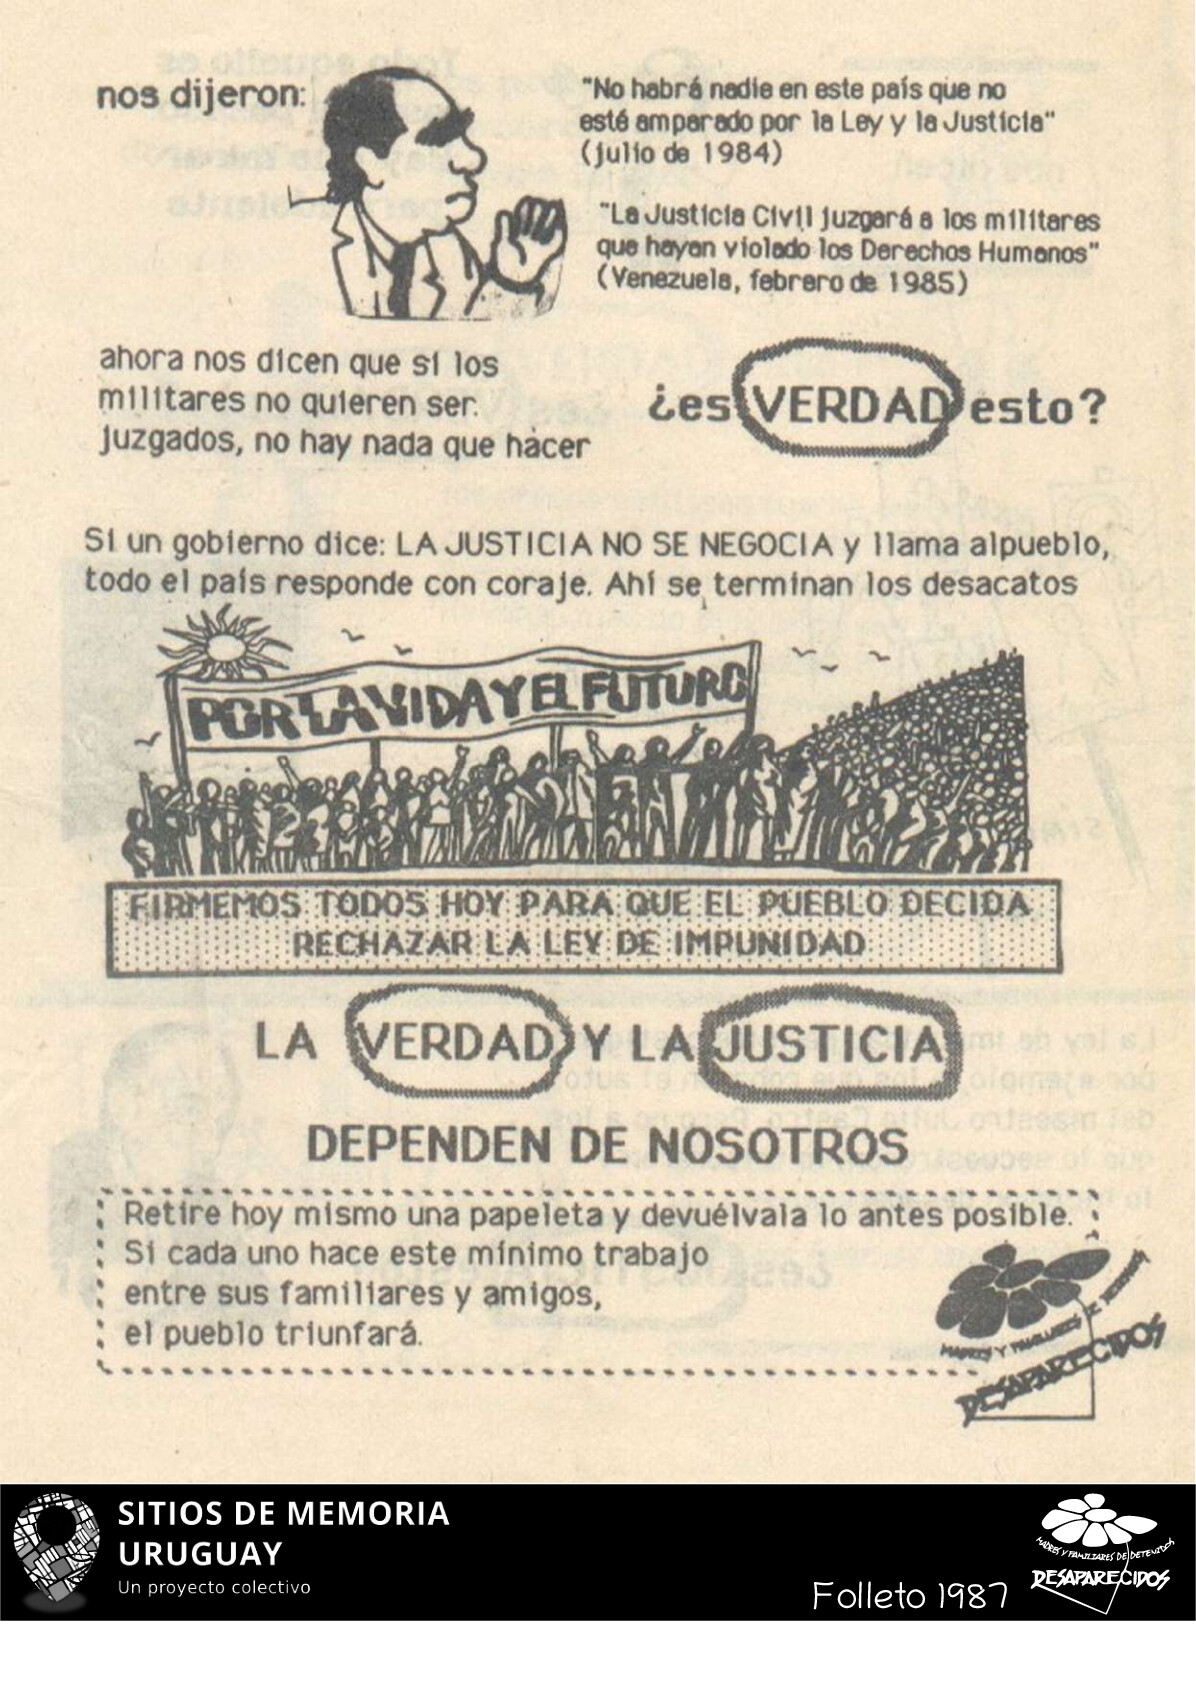 nos dijeron:
"No habrá nadie en este país que no
esté amparado por la Ley y la Justicia"
(julio de 1984)
"La Justicia Civil juzgará a los militares
que hayan violado los Derechos Humanos"
(Venezuela, febrero de 1985)
ahora nos dicen que si los
militares no quieren ser
juzgados, no hay nada que hacer
¿es VERDAD esto?
Si un gobierno dice: LA JUSTICIA NO SE NEGOCIA y llama alpueblo,
todo el país responde con coraje. Ahí se terminan los desacatos
POR LA VIDA Y EL FUTURO
FIRMEMOS TODOS HOY PARA QUE EL PUEBLO DECIDA
RECHAZAR LA LEY DE IMPUNIDAD
LA VERDAD Y LA JUSTICIA
DEPENDEN DE NOSOTROS
Retire hoy mismo una papeleta y devuélvala lo antes posible.
Si cada uno hace este mínimo trabajo
entre sus familiares y amigos,
el pueblo triunfará.
MADRES Y FAMILIARES DE DETENIDOS
DESAPARECIDOS
SITIOS DE MEMORIA
URUGUAY
Un proyecto colectivo
Folleto 1987
MADRES Y FAMILIARES DE DETENIDOS
DESAPARECIDOS